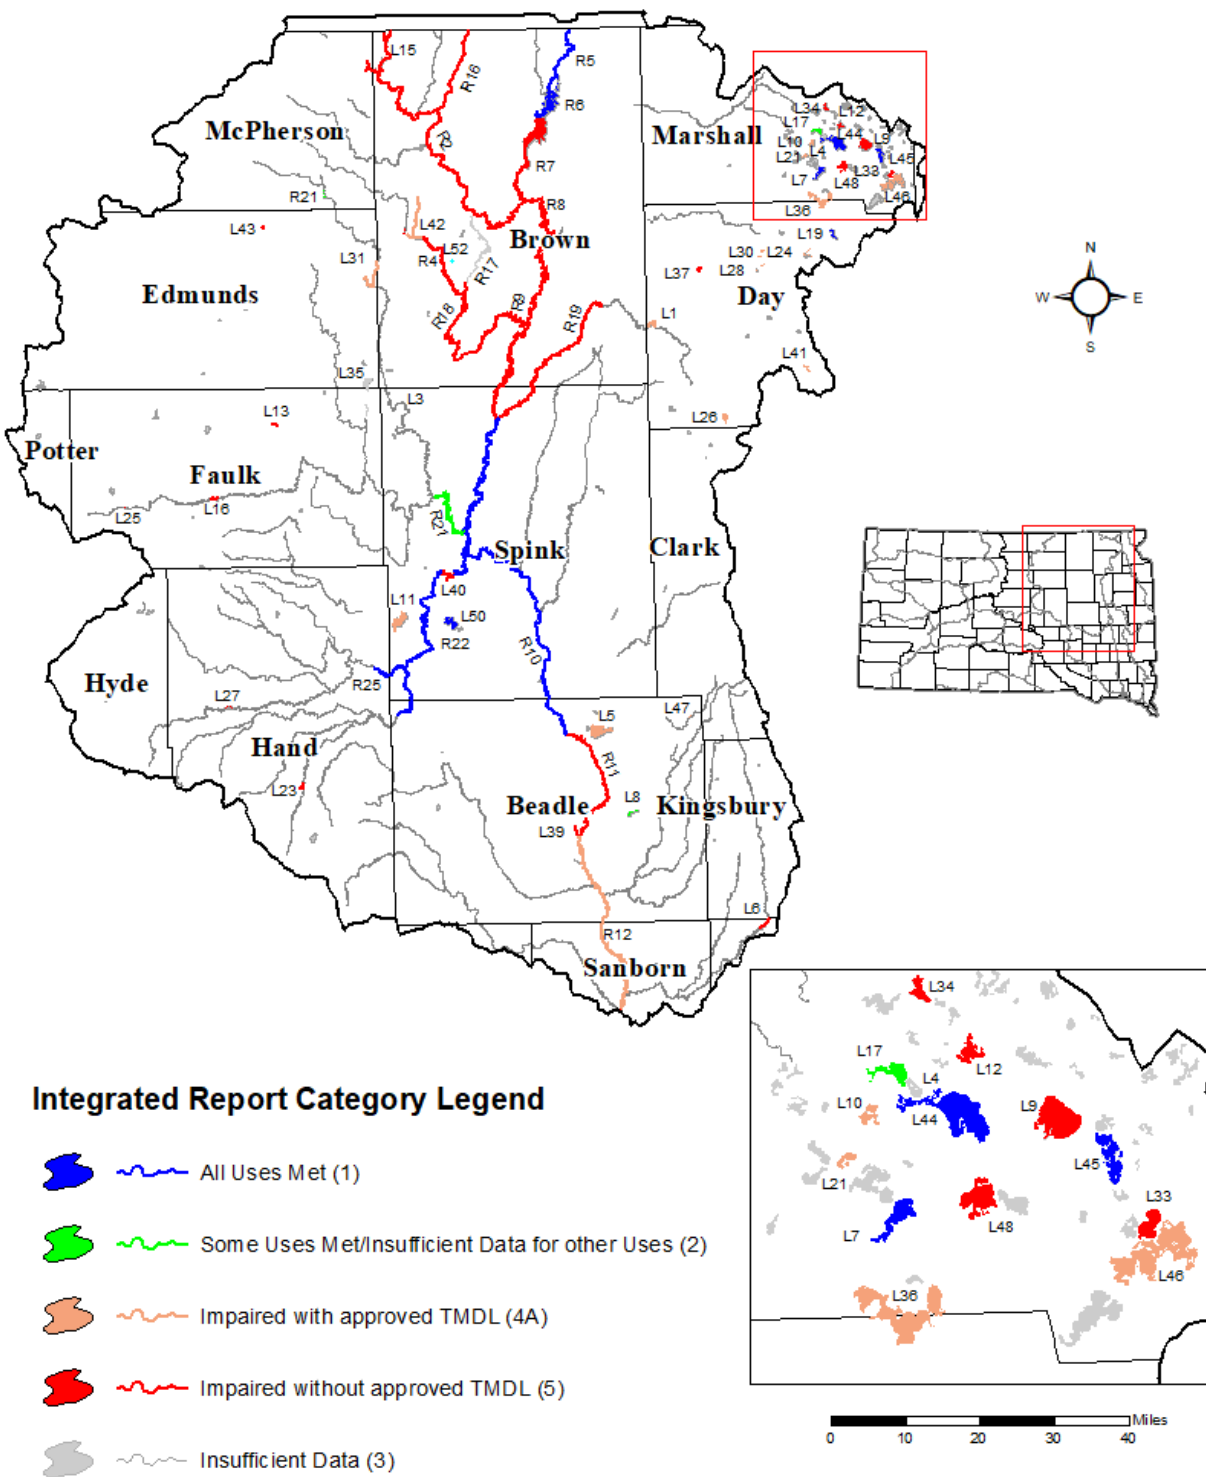 L15
R16
R5
R6
L34
L12
L17
McPherson
Marshall
L44
L9
L10
L4
R2
L21
L45
R7
L33
L7
L48
R21
L46
R8
L36
L43
L42
L19
Brown
L52
L30
L24
L31
R4
R17
L37
L28
Edmunds
Day
N
W
E
S
R9
R18
R19
L1
L41
L35
L3
L13
L26
Potter
Faulk
L25
L16
R21
Spink
Clark
L40
L11
L50
R22
R10
Hyde
R25
L27
L5
L47
Hand
R11
L23
L8
Beadle
Kingsbury
L39
L6
R12
Sanborn
L34
L17
L12
L4
L10
L9
L44
L45
L21
L33
L7
L48
L46
L36
Integrated Report Category Legend
All Uses Met (1)
Some Uses Met/Insufficient Data for other Uses (2)
Impaired with approved TMDL (4A)
Impaired without approved TMDL (5)
Insufficient Data (3)
Miles
0 10 20 30 40